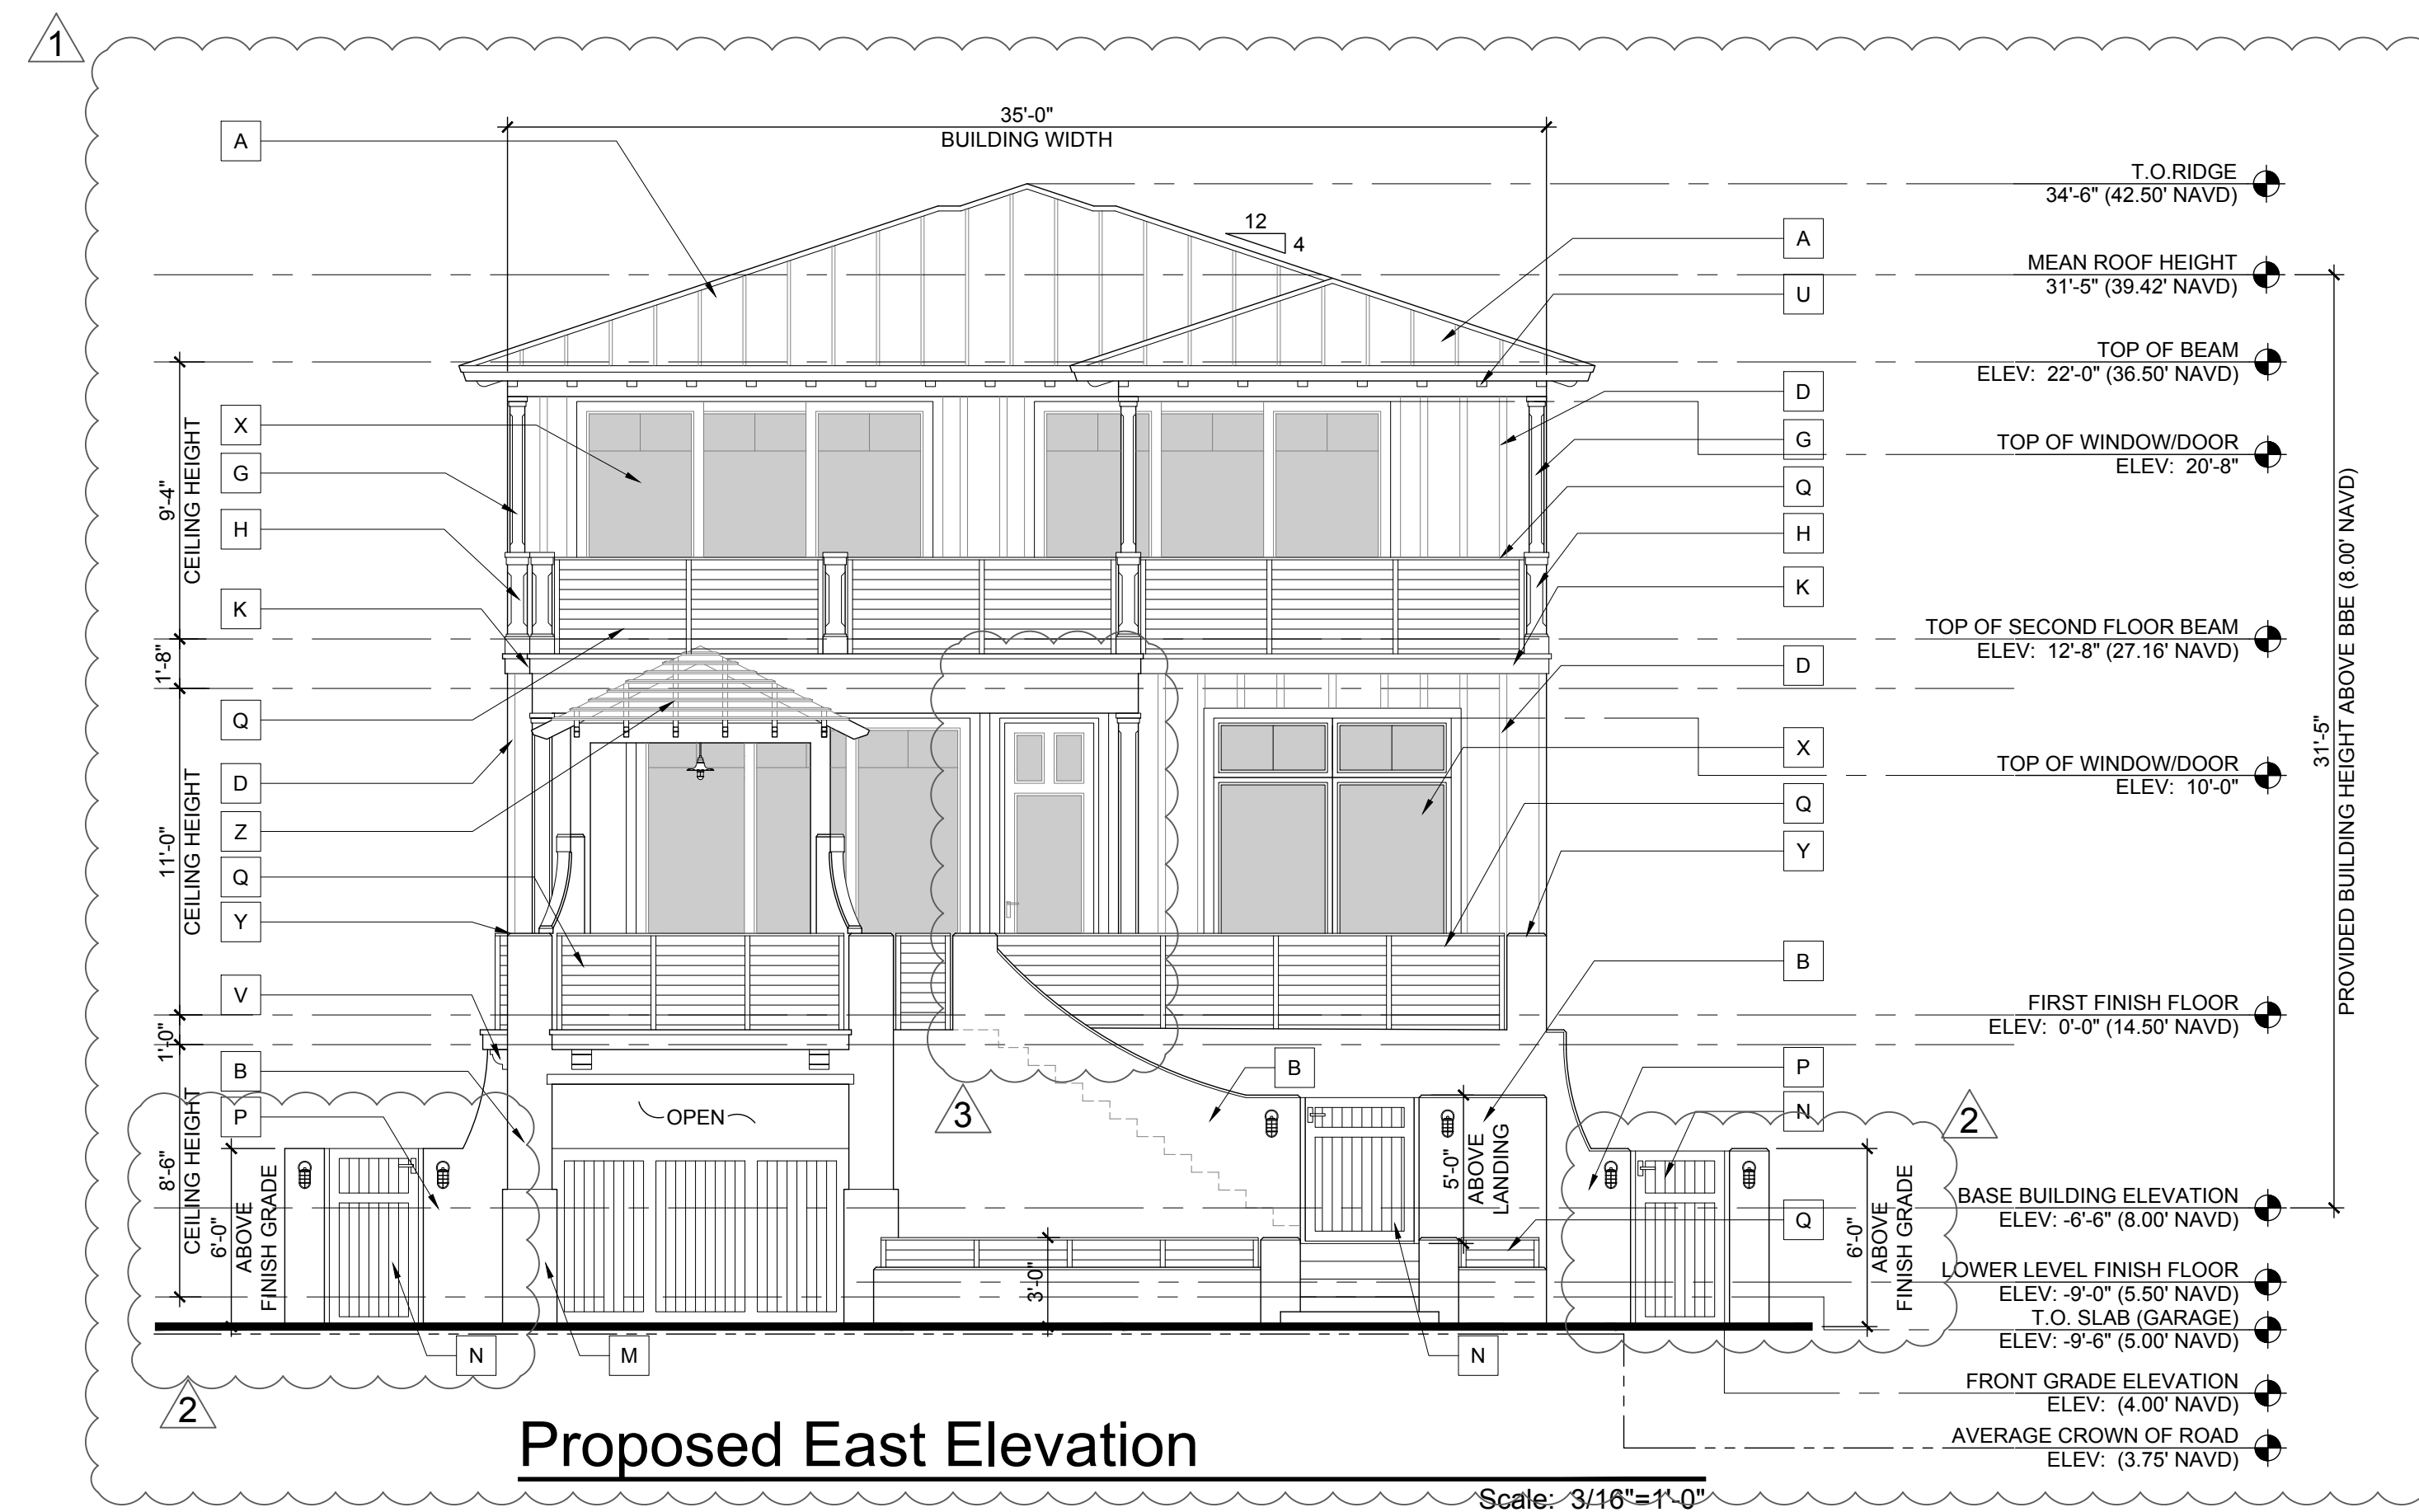 1
35'-0"
BUILDING WIDTH
A
T.O.RIDGE
34'-6" (42.50' NAVD)
12
4
A
MEAN ROOF HEIGHT
31'-5" (39.42' NAVD)
U
TOP OF BEAM
ELEV: 22'-0" (36.50' NAVD)
D
X
G
TOP OF WINDOW/DOOR
ELEV: 20'-8"
G
Q
H
H
9'-4"
CEILING HEIGHT
K
K
TOP OF SECOND FLOOR BEAM
ELEV: 12'-8" (27.16' NAVD)
1'-8"
D
Q
X
TOP OF WINDOW/DOOR
ELEV: 10'-0"
31'-5"
PROVIDED BUILDING HEIGHT ABOVE BBE (8.00' NAVD)
D
Z
Q
11'-0"
CEILING HEIGHT
Y
Q
Y
B
V
FIRST FINISH FLOOR
ELEV: 0'-0" (14.50' NAVD)
1'-0"
B
B
P
P
OPEN
3
N
2
8'-6"
CEILING HEIGHT
6'-0"
ABOVE
FINISH GRADE
5'-0"
ABOVE
LANDING
6'-0"
ABOVE
FINISH GRADE
BASE BUILDING ELEVATION
ELEV: -6'-6" (8.00' NAVD)
Q
3'-0"
LOWER LEVEL FINISH FLOOR
ELEV: -9'-0" (5.50' NAVD)
T.O. SLAB (GARAGE)
ELEV: -9'-6" (5.00' NAVD)
N
M
N
FRONT GRADE ELEVATION
ELEV: (4.00' NAVD)
2
AVERAGE CROWN OF ROAD
ELEV: (3.75' NAVD)
Proposed East Elevation
Scale: 3/16"=1'-0"